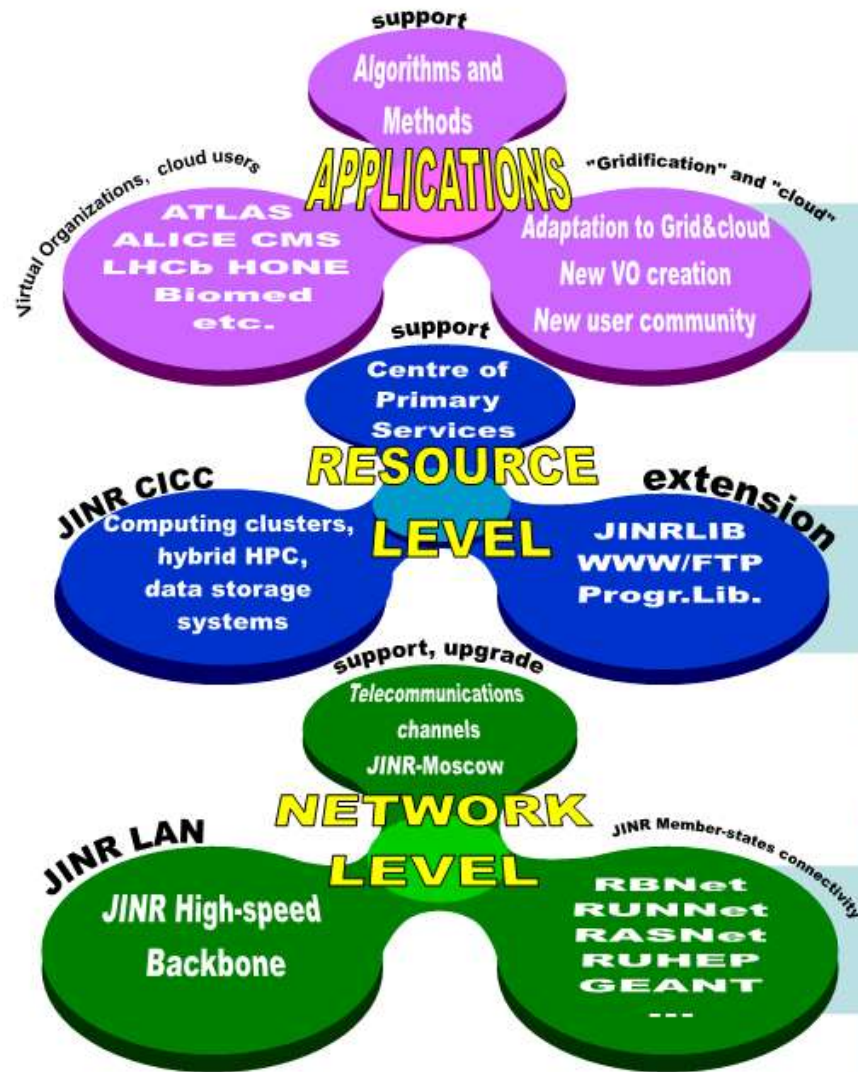 support
Algorithms and
Methods
APPLICATIONS
Virtual Organizations, cloud users
ATLAS
ALICE CMS
LHCb HONE
Biomed
etc.
"Gridification" and "cloud"
Adaptation to Grid&cloud
New VO creation
New user community
support
Centre of
Primary
Services
RESOURCE
LEVEL
JINR CICC
Computing clusters,
hybrid HPC,
data storage
systems
extension
JINRLIB
WWW/FTP
Progr.Lib.
support, upgrade
Telecommunications
channels
JINR-Moscow
NETWORK
LEVEL
JINR LAN
JINR High-speed
Backbone
JINR Member-states connectivity
RBNet
RUNNet
RASNet
RUHEP
GEANT
---